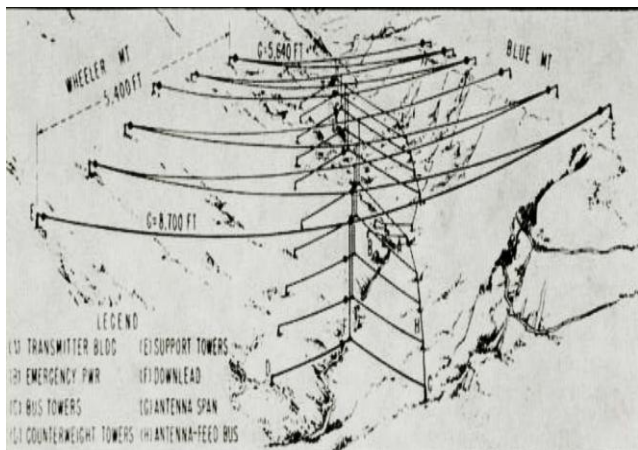 G=5,640 FT
WHEELER MT
5,400 FT
BLUE MT
E
G=8,700 FT
H
D
C
LEGEND
(A) TRANSMITTER BLDG (E) SUPPORT TOWERS
(B) EMERGENCY PWR (F) DOWNLEAD
(C) BUS TOWERS (G) ANTENNA SPAN
(D) COUNTERWEIGHT TOWERS (H) ANTENNA-FEED BUS